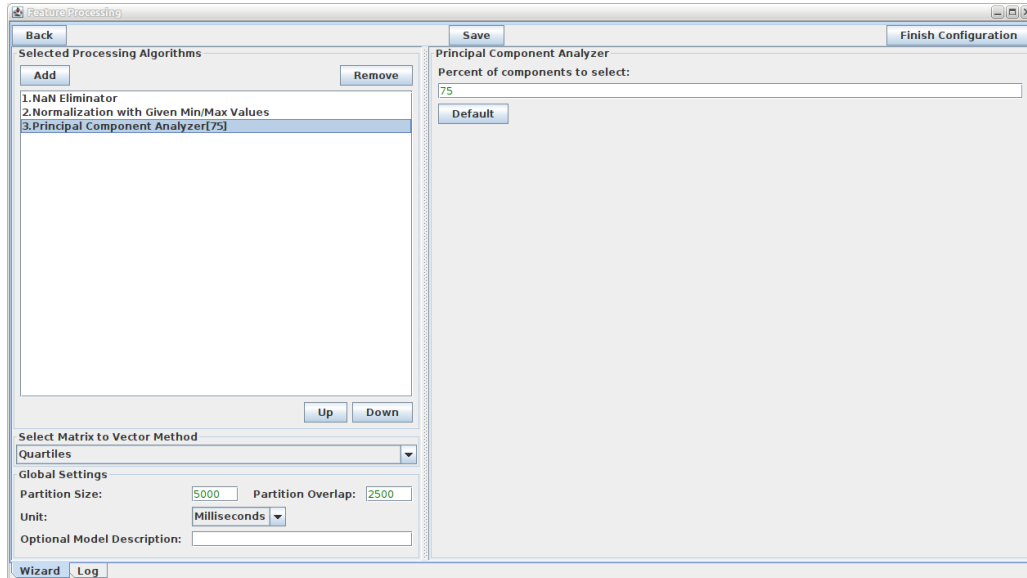 Feature Processing
Back
Save
Finish Configuration
Selected Processing Algorithms
Add
Remove
1.NaN Eliminator
2.Normalization with Given Min/Max Values
3.Principal Component Analyzer[75]
Up
Down
Select Matrix to Vector Method
Quartiles
Global Settings
Partition Size: 5000 Partition Overlap: 2500
Unit: Milliseconds
Optional Model Description:
Principal Component Analyzer
Percent of components to select:
75
Default
Wizard Log